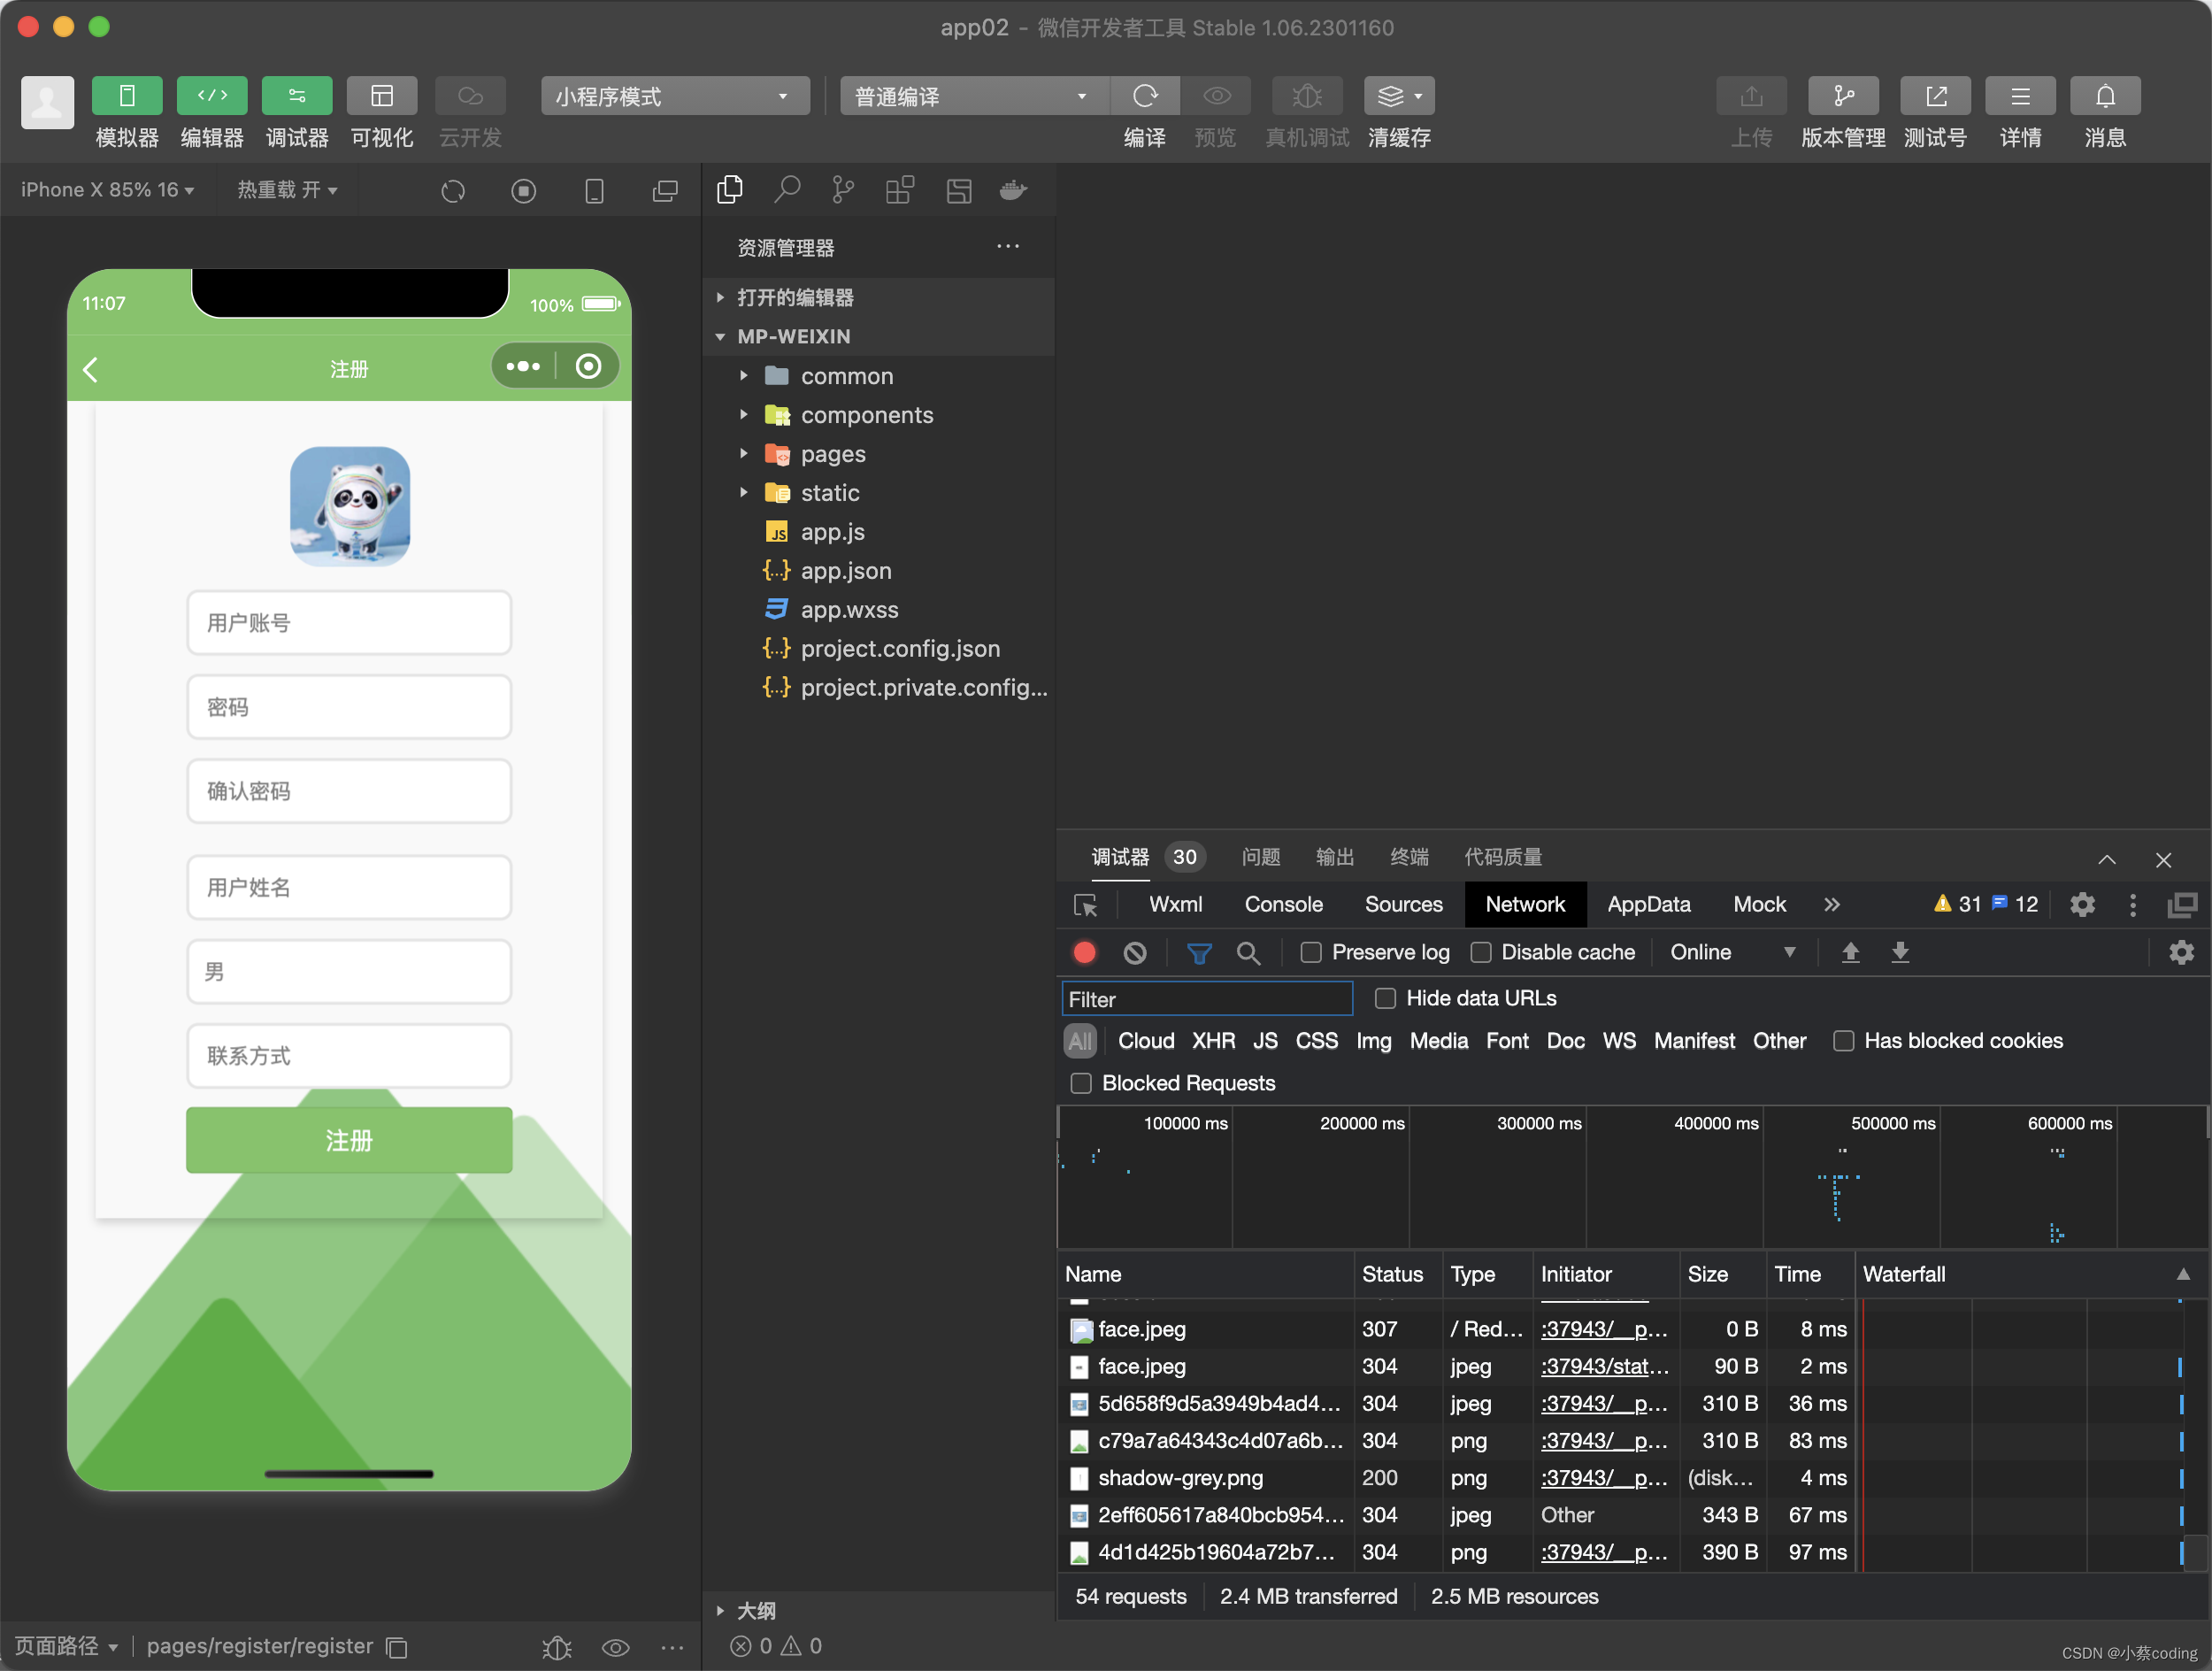 app02 - 微信开发者工具 Stable 1.06.2301160
小程序模式
普通编译
模拟器
编辑器
调试器
可视化
云开发
编译
预览
真机调试
清缓存
上传
版本管理
测试号
详情
消息
iPhone X 85% 16
热重载 开
11:07
100%
注册
用户账号
密码
确认密码
用户姓名
男
联系方式
注册
页面路径
pages/register/register
资源管理器
打开的编辑器
MP-WEIXIN
common
components
pages
static
JS app.js
{..} app.json
app.wxss
{..} project.config.json
{..} project.private.config...
大纲
0
0
调试器 30 问题 输出 终端 代码质量
Wxml Console Sources Network AppData Mock 31 12
Preserve log Disable cache Online
Filter Hide data URLs
All Cloud XHR JS CSS Img Media Font Doc WS Manifest Other Has blocked cookies
Blocked Requests
100000 ms 200000 ms 300000 ms 400000 ms 500000 ms 600000 ms
Name Status Type Initiator Size Time Waterfall
face.jpeg 307 / Red... :37943/__p... 0 B 8 ms
face.jpeg 304 jpeg :37943/stat... 90 B 2 ms
5d658f9d5a3949b4ad4... 304 jpeg :37943/__p... 310 B 36 ms
c79a7a64343c4d07a6b... 304 png :37943/__p... 310 B 83 ms
shadow-grey.png 200 png :37943/__p... (disk... 4 ms
2eff605617a840bcb954... 304 jpeg Other 343 B 67 ms
4d1d425b19604a72b7... 304 png :37943/__p... 390 B 97 ms
54 requests 2.4 MB transferred 2.5 MB resources
CSDN @小蔡coding